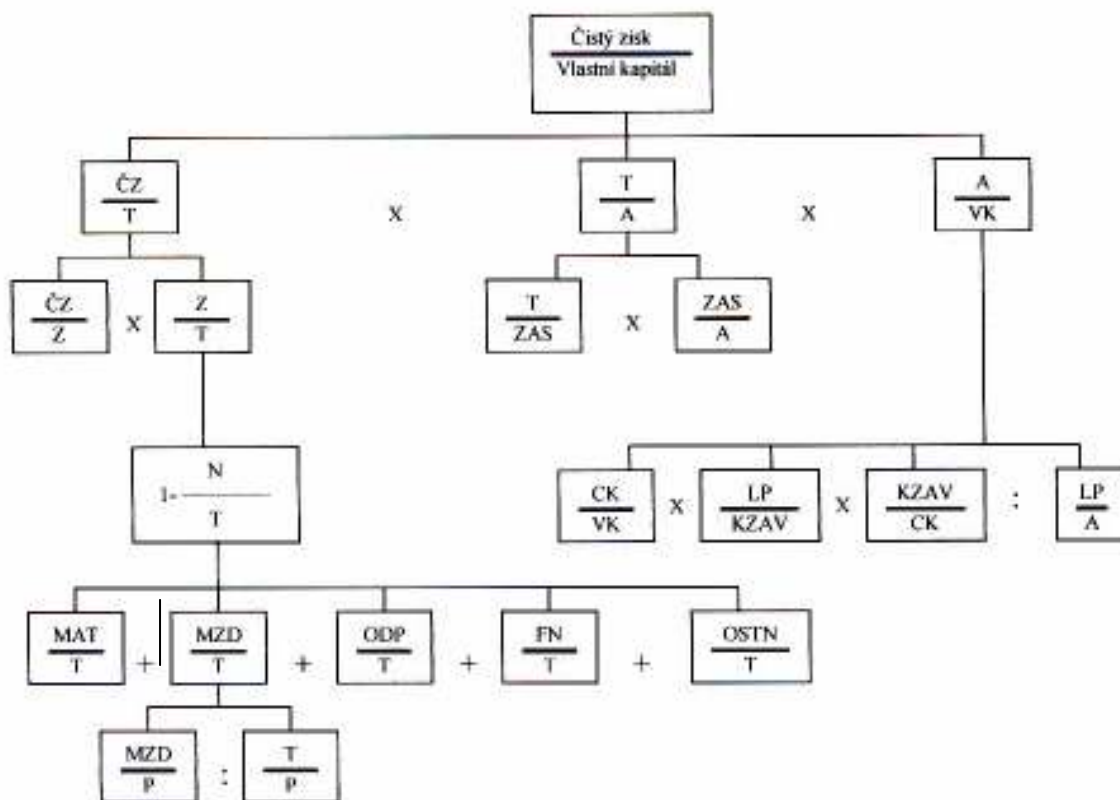 Čistý zisk
Vlastní kapitál
ČZ
T
X
T
A
X
A
VK
ČZ
Z
X
Z
T
T
ZAS
X
ZAS
A
1-
N
T
CK
VK
X
LP
KZAV
X
KZAV
CK
:
LP
A
MAT
T
+
MZD
T
+
ODP
T
+
FN
T
+
OSTN
T
MZD
P
:
T
P